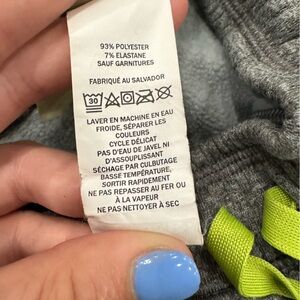 93% POLYESTER
7% ELASTANE
SAUF GARNITURES
FABRIQUÉ AU SALVADOR
30
LAVER EN MACHINE EN EAU
FROIDE, SÉPARER LES
COULEURS
CYCLE DÉLICAT
PAS D'EAU DE JAVEL NI
D'ASSOUPLISSANT
SÉCHAGE PAR CULBUTAGE
BASSE TEMPÉRATURE,
SORTIR RAPIDEMENT
NE PAS REPASSER AU FER OU
À LA VAPEUR
NE PAS NETTOYER À SEC